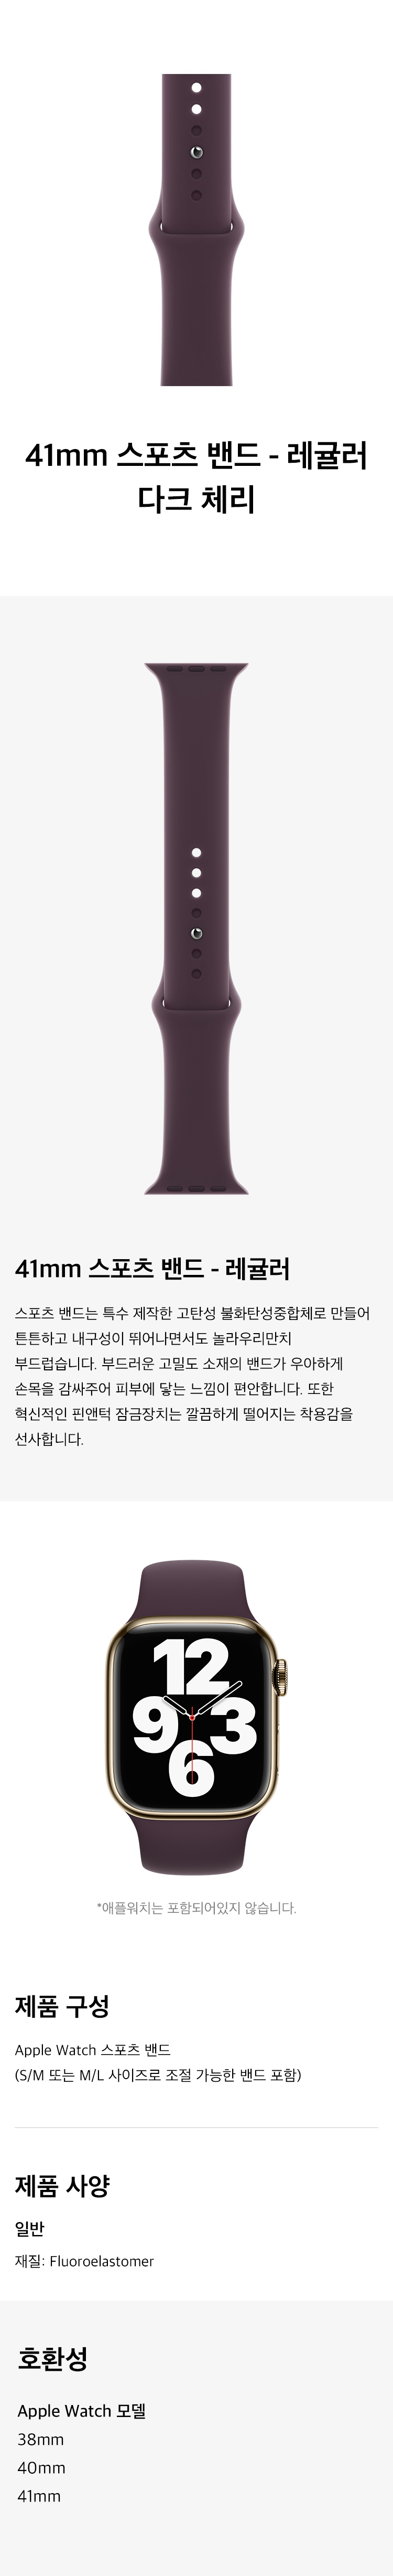 41mm 스포츠 밴드 - 레귤러
다크 체리
41mm 스포츠 밴드 - 레귤러
스포츠 밴드는 특수 제작한 고탄성 불화탄성중합체로 만들어
튼튼하고 내구성이 뛰어나면서도 놀라우리만치
부드럽습니다. 부드러운 고밀도 소재의 밴드가 우아하게
손목을 감싸주어 피부에 닿는 느낌이 편안합니다. 또한
혁신적인 핀앤턱 잠금장치는 깔끔하게 떨어지는 착용감을
선사합니다.
12
9 3
6
*애플워치는 포함되어있지 않습니다.
제품 구성
Apple Watch 스포츠 밴드
(S/M 또는 M/L 사이즈로 조절 가능한 밴드 포함)
제품 사양
일반
재질: Fluoroelastomer
호환성
Apple Watch 모델
38mm
40mm
41mm